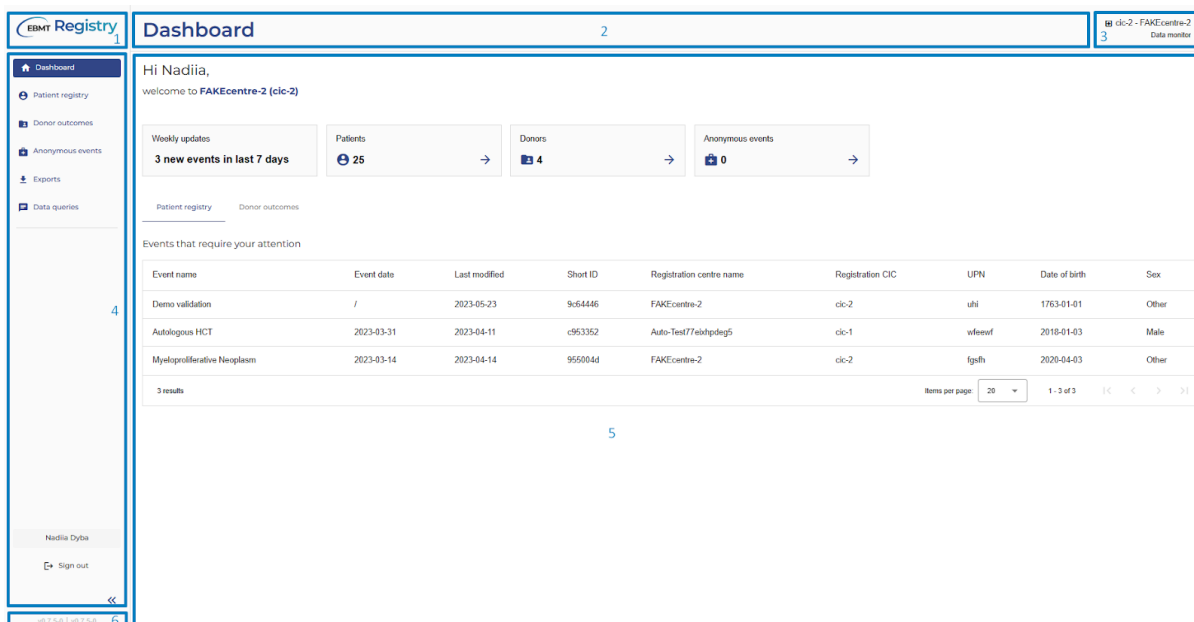 EBMT Registry
1
Dashboard
2
cic-2 - FAKEcentre-2
Data monitor
3
Dashboard
Patient registry
Donor outcomes
Anonymous events
Exports
Data queries
4
Nadiia Dyba
Sign out
Hi Nadiia,
welcome to FAKEcentre-2 (cic-2)
Weekly updates
3 new events in last 7 days
Patients
25
Donors
4
Anonymous events
0
Patient registry Donor outcomes
Events that require your attention
Event name Event date Last modified Short ID Registration centre name Registration CIC UPN Date of birth Sex
Demo validation / 2023-05-23 9c64446 FAKEcentre-2 cic-2 uhi 1763-01-01 Other
Autologous HCT 2023-03-31 2023-04-11 c953352 Auto-Test77eixhpdeg5 cic-1 wfeewf 2018-01-03 Male
Myeloproliferative Neoplasm 2023-03-14 2023-04-14 955004d FAKEcentre-2 cic-2 fgsfh 2020-04-03 Other
3 results Items per page: 20 1 - 3 of 3
5
6